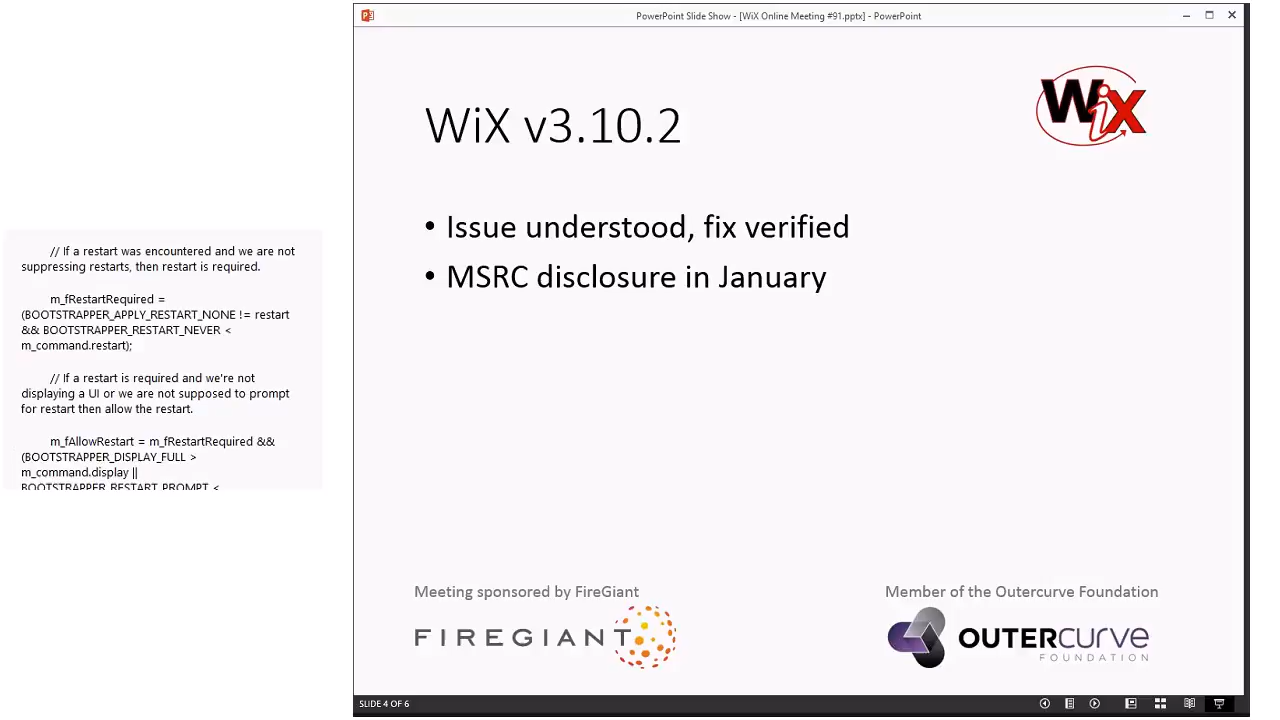 PowerPoint Slide Show - [WiX Online Meeting #91.pptx] - PowerPoint
WiX v3.10.2
WiX
• Issue understood, fix verified
• MSRC disclosure in January
// If a restart was encountered and we are not
suppressing restarts, then restart is required.
m_fRestartRequired =
(BOOTSTRAPPER_APPLY_RESTART_NONE != restart
&& BOOTSTRAPPER_RESTART_NEVER <
m_command.restart);
// If a restart is required and we're not
displaying a UI or we are not supposed to prompt
for restart then allow the restart.
m_fAllowRestart = m_fRestartRequired &&
(BOOTSTRAPPER_DISPLAY_FULL >
m_command.display ||
BOOTSTRAPPER_RESTART_PROMPT <
Meeting sponsored by FireGiant
FIREGIANT
Member of the Outercurve Foundation
OUTERCURVE
FOUNDATION
SLIDE 4 OF 6